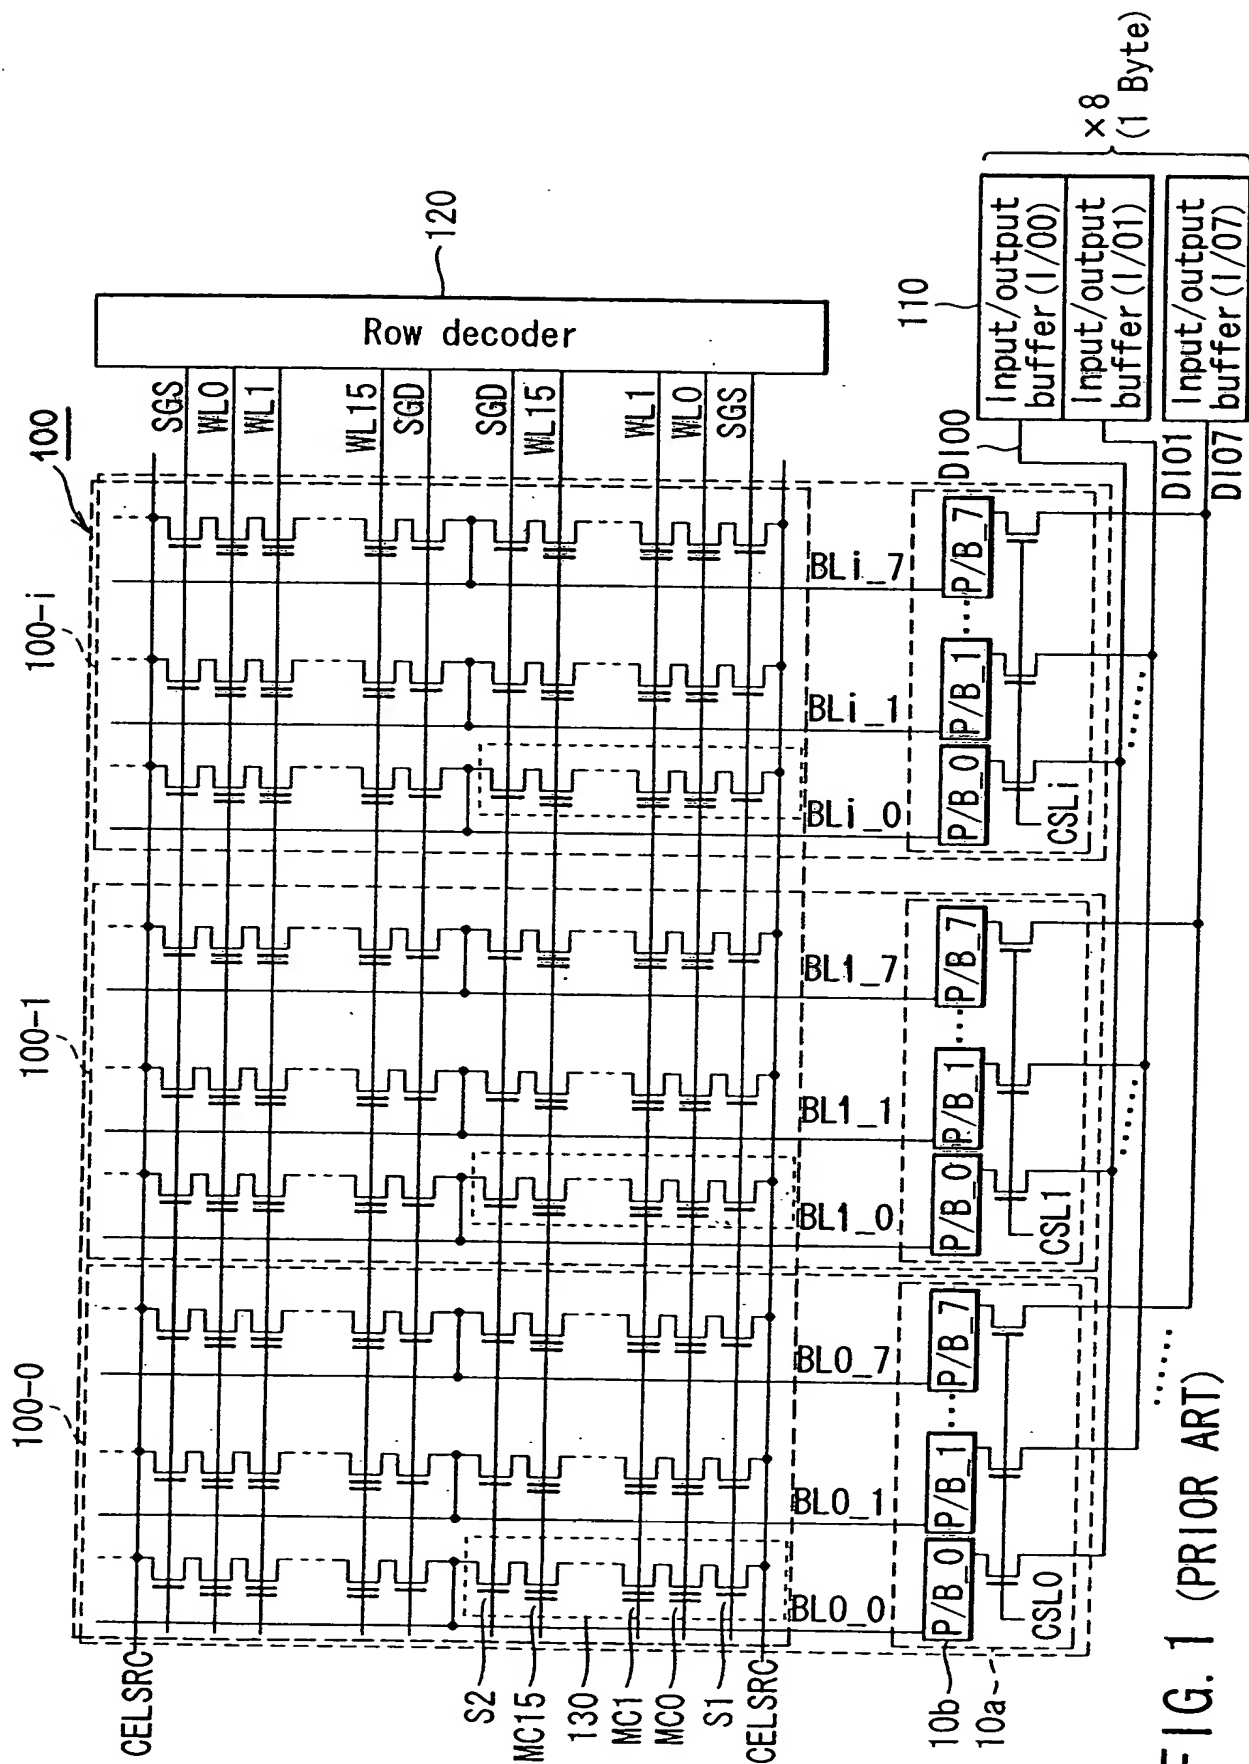 100
100-0
100-1
100-i
CELSRC
SGS
WL0
WL1
WL15
SGD
SGD
WL15
WL1
WL0
SGS
Row decoder
120
S2
MC15
130
MC1
MC0
S1
CELSRC
BL0_0
BL0_1
BL0_7
BL1_0
BL1_1
BL1_7
BLi_0
BLi_1
BLi_7
10b
10a
P/B_0
P/B_1
P/B_7
P/B_0
P/B_1
P/B_7
P/B_0
P/B_1
P/B_7
CSL0
CSL1
CSLi
110
DIO0
DIO1
DIO7
Input/output
buffer(I/O0)
Input/output
buffer(I/O1)
Input/output
buffer(I/O7)
×8
(1 Byte)
FIG. 1 (PRIOR ART)